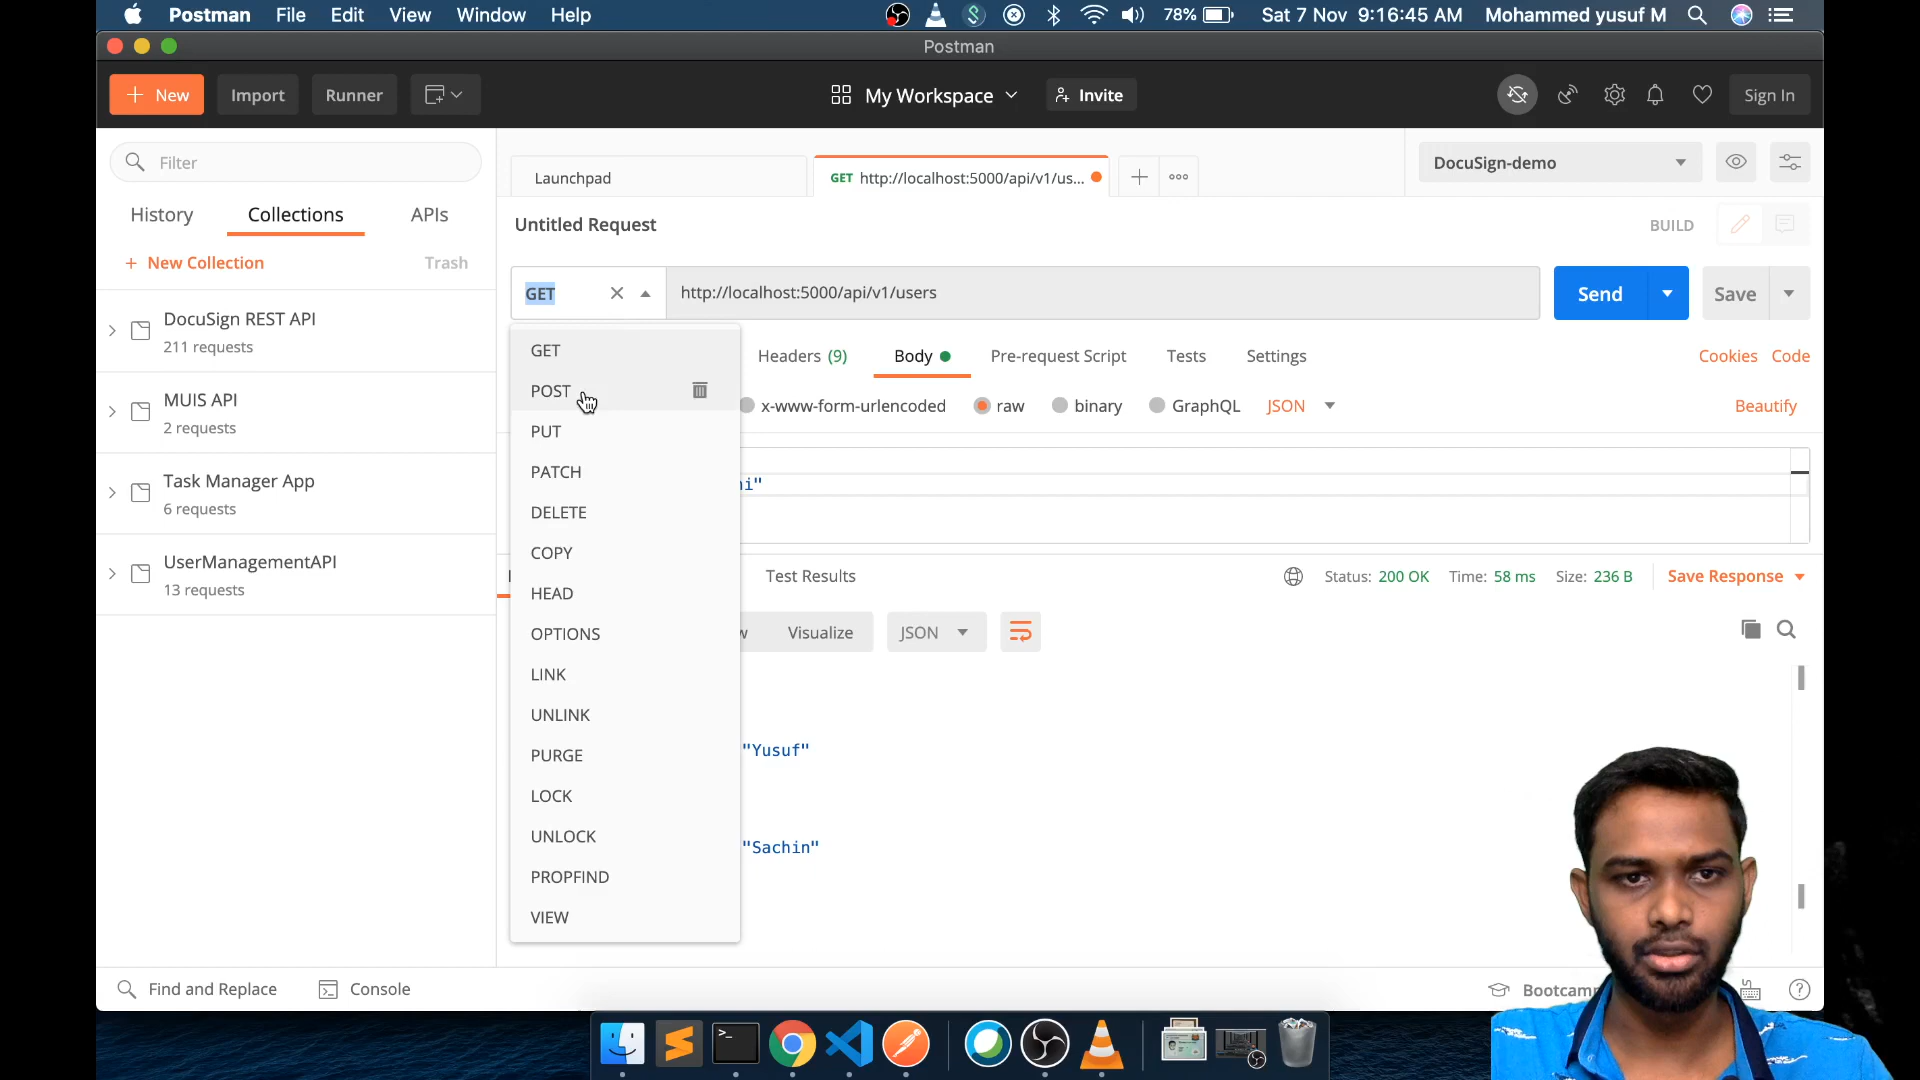 Postman File Edit View Window Help 78% Sat 7 Nov 9:16:45 AM Mohammed yusuf M
Postman
+ New Import Runner My Workspace Invite Sign In
Filter
Launchpad GET http://localhost:5000/api/v1/us... DocuSign-demo
History Collections APIs
Untitled Request BUILD
+ New Collection Trash
GET http://localhost:5000/api/v1/users Send Save
DocuSign REST API
211 requests
MUIS API
2 requests
Task Manager App
6 requests
UserManagementAPI
13 requests
GET
POST
PUT
PATCH
DELETE
COPY
HEAD
OPTIONS
LINK
UNLINK
PURGE
LOCK
UNLOCK
PROPFIND
VIEW
Headers (9) Body Pre-request Script Tests Settings Cookies Code
x-www-form-urlencoded raw binary GraphQL JSON Beautify
ni"
Test Results Status: 200 OK Time: 58 ms Size: 236 B Save Response
w Visualize JSON
"Yusuf"
"Sachin"
Find and Replace Console Bootcamp